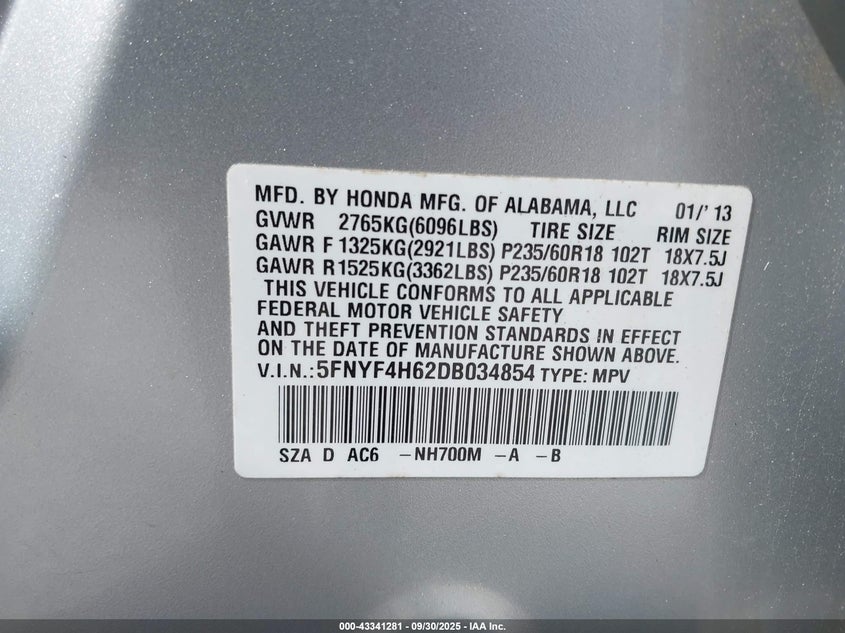 MFD. BY HONDA MFG. OF ALABAMA, LLC 01/'13
GVWR 2765KG(6096LBS) TIRE SIZE RIM SIZE
GAWR F 1325KG(2921LBS) P235/60R18 102T 18X7.5J
GAWR R1525KG(3362LBS) P235/60R18 102T 18X7.5J
THIS VEHICLE CONFORMS TO ALL APPLICABLE
FEDERAL MOTOR VEHICLE SAFETY
AND THEFT PREVENTION STANDARDS IN EFFECT
ON THE DATE OF MANUFACTURE SHOWN ABOVE.
V.I.N.:5FNYF4H62DB034854 TYPE: MPV
SZA D AC6 -NH700M -A -B
000-43341281 - 09/30/2025 - IAA Inc.